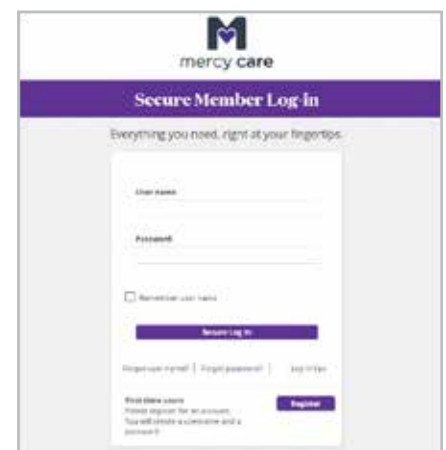 M
mercy care
Secure Member Log-in
Everything you need, right at your fingertips.
User name
Password
Remember user name
Secure Log In
Forgot user name? | Forgot password? | Log in tips
First time users
Please register for an account.
You will create a username and a
password.
Register